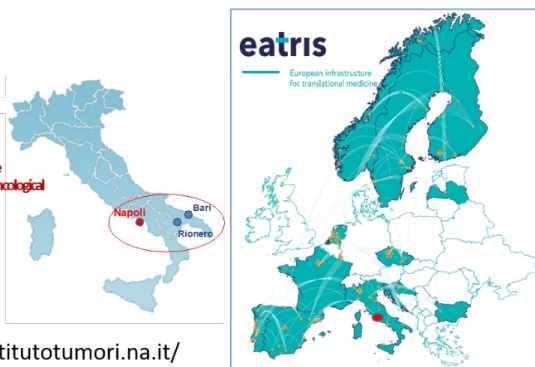 ncological
Napoli
Bari
Rionero
titutotumori.na.it/
eatris
European infrastructure
for translational medicine